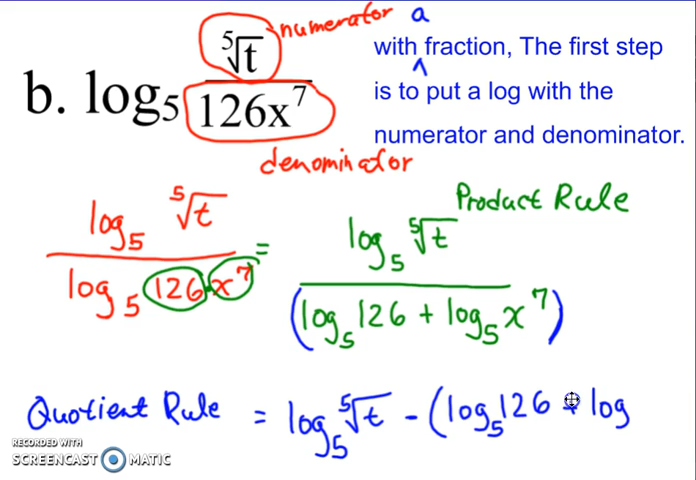 ⁵√t numerator a
b. log₅ 126x⁷
with fraction, The first step
^
is to put a log with the
numerator and denominator.
denominator
log₅ ⁵√t
log₅ 126·x⁷
=
Product Rule
log₅ ⁵√t
(log₅ 126 + log₅ x⁷)
Quotient Rule = log₅ ⁵√t - (log₅ 126 + log
RECORDED WITH
SCREENCAST MATIC